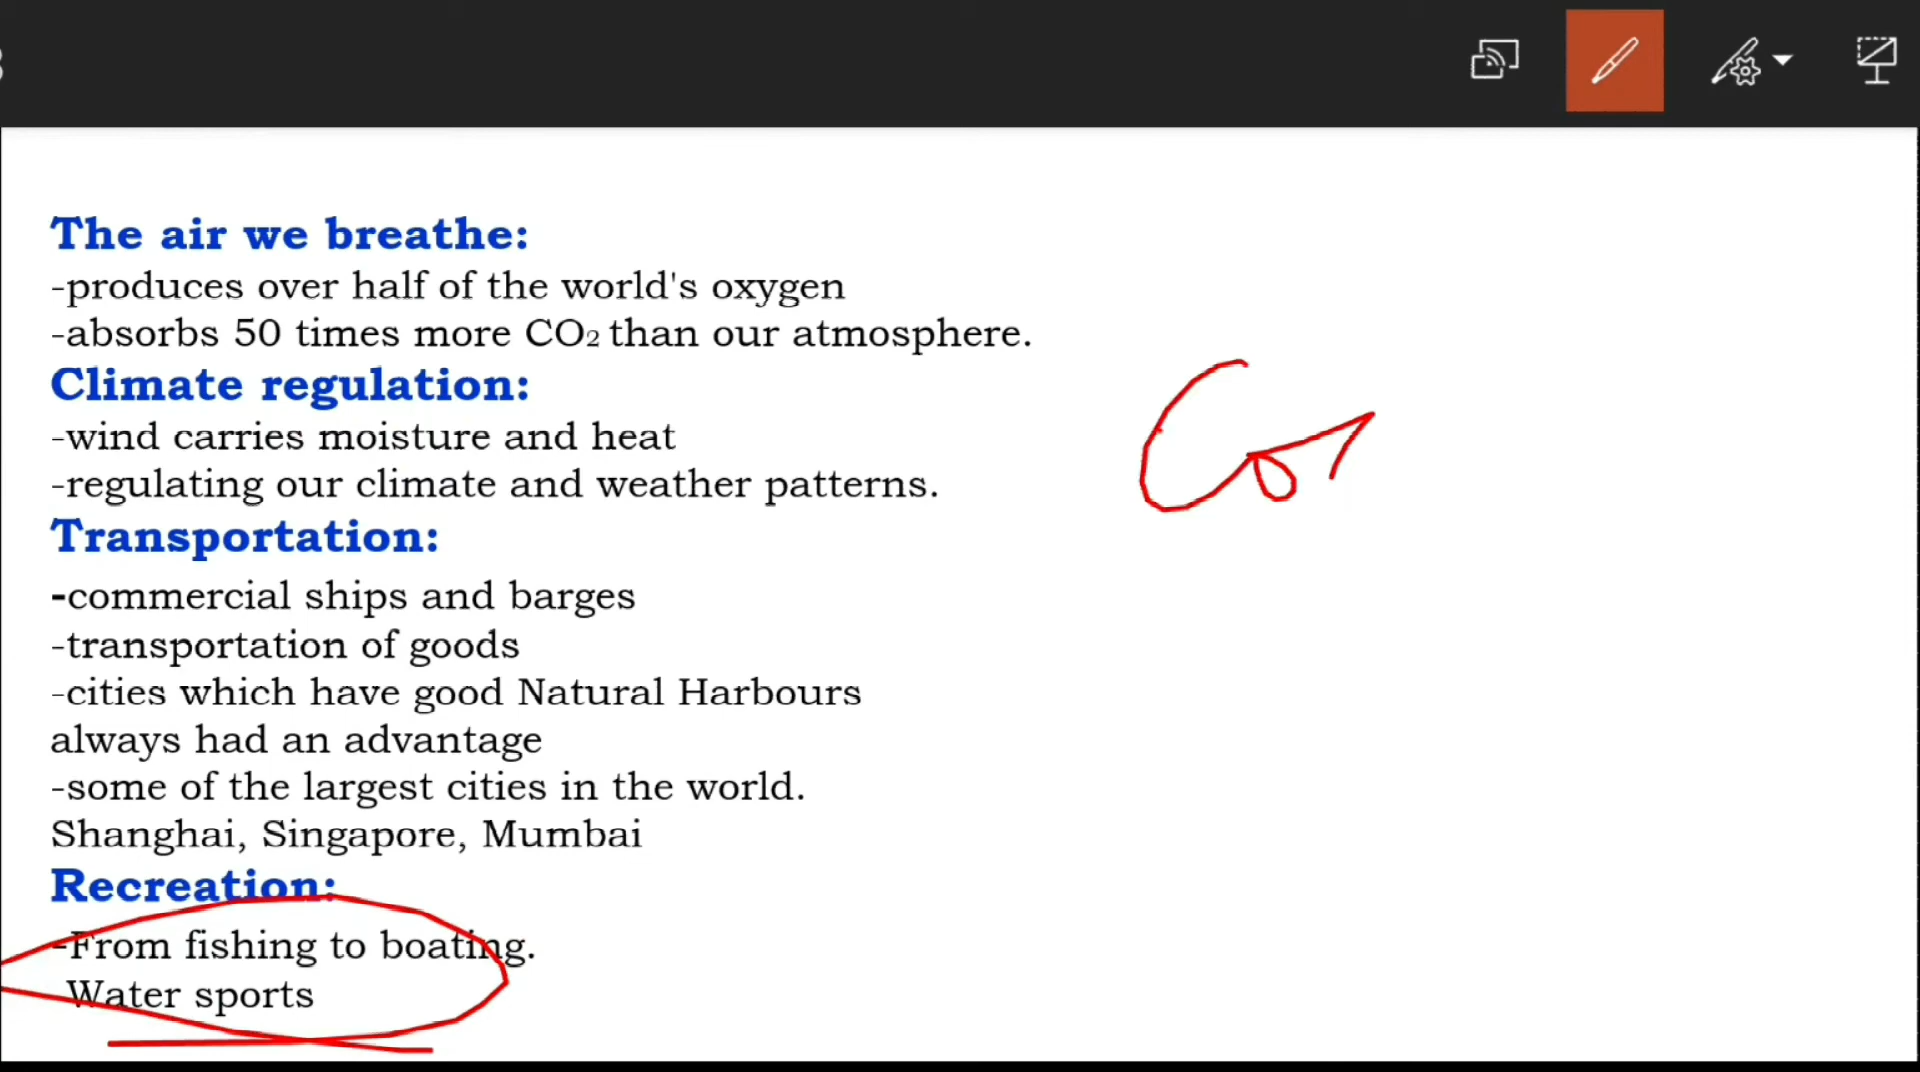 The air we breathe:
-produces over half of the world's oxygen
-absorbs 50 times more CO₂ than our atmosphere.
Climate regulation:
-wind carries moisture and heat
-regulating our climate and weather patterns.
Transportation:
-commercial ships and barges
-transportation of goods
-cities which have good Natural Harbours
always had an advantage
-some of the largest cities in the world.
Shanghai, Singapore, Mumbai
Recreation:
-From fishing to boating.
-Water sports